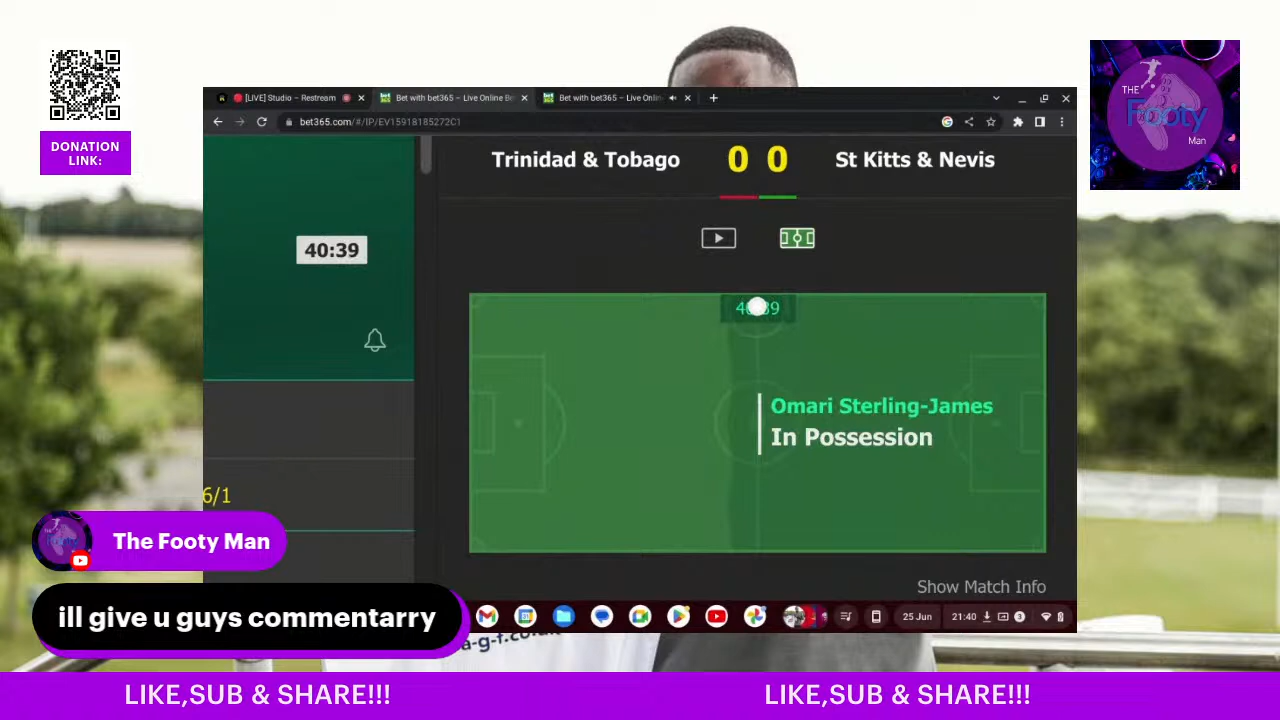 DONATION
LINK:
[LIVE] Studio – Restream
Bet with bet365 – Live Online Be
Bet with bet365 – Live Onlin
bet365.com/#/IP/EV15918185272C1
THE
Footy
Man
Trinidad & Tobago 0 0 St Kitts & Nevis
40:39
Omari Sterling-James
In Possession
6/1
Show Match Info
The Footy Man
ill give u guys commentarry
25 Jun 21:40
LIKE,SUB & SHARE!!! LIKE,SUB & SHARE!!!